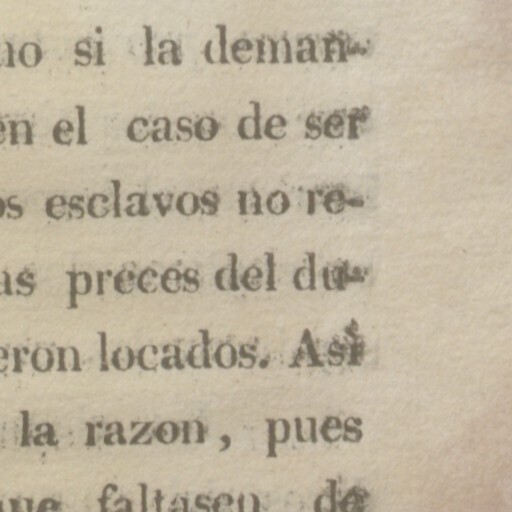 no si la deman-
en el caso de ser
os esclavos no re-
as preces del du-
eron locados. Así
la razon, pues
que faltasen de